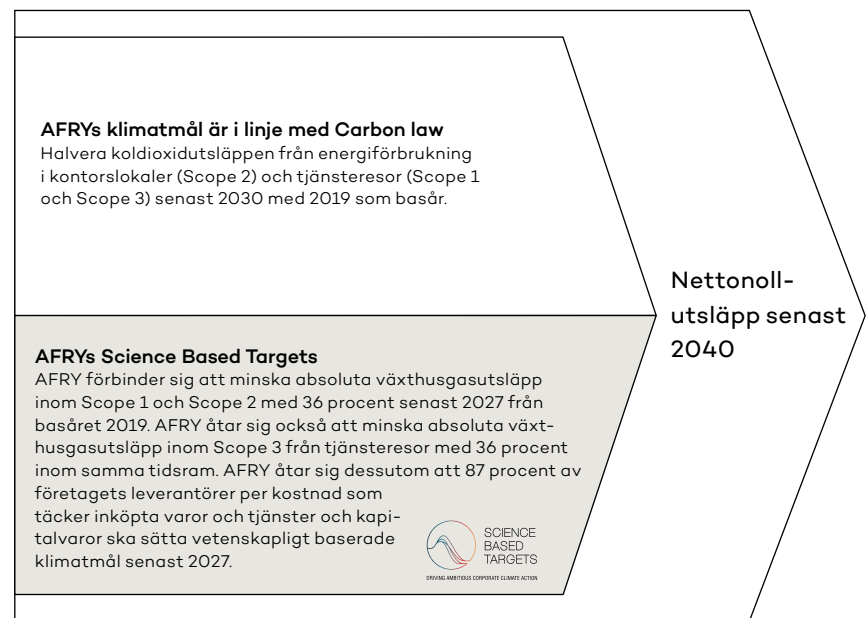 AFRYs klimatmål är i linje med Carbon law
Halvera koldioxidutsläppen från energiförbrukning
i kontorslokaler (Scope 2) och tjänsteresor (Scope 1
och Scope 3) senast 2030 med 2019 som basår.
AFRYs Science Based Targets
AFRY förbinder sig att minska absoluta växthusgasutsläpp
inom Scope 1 och Scope 2 med 36 procent senast 2027 från
basåret 2019. AFRY åtar sig också att minska absoluta växt-
husgasutsläpp inom Scope 3 från tjänsteresor med 36 procent
inom samma tidsram. AFRY åtar sig dessutom att 87 procent av
företagets leverantörer per kostnad som
täcker inköpta varor och tjänster och kapi-
talvaror ska sätta vetenskapligt baserade
klimatmål senast 2027.
SCIENCE
BASED
TARGETS
DRIVING AMBITIOUS CORPORATE CLIMATE ACTION
Nettonoll-
utsläpp senast
2040